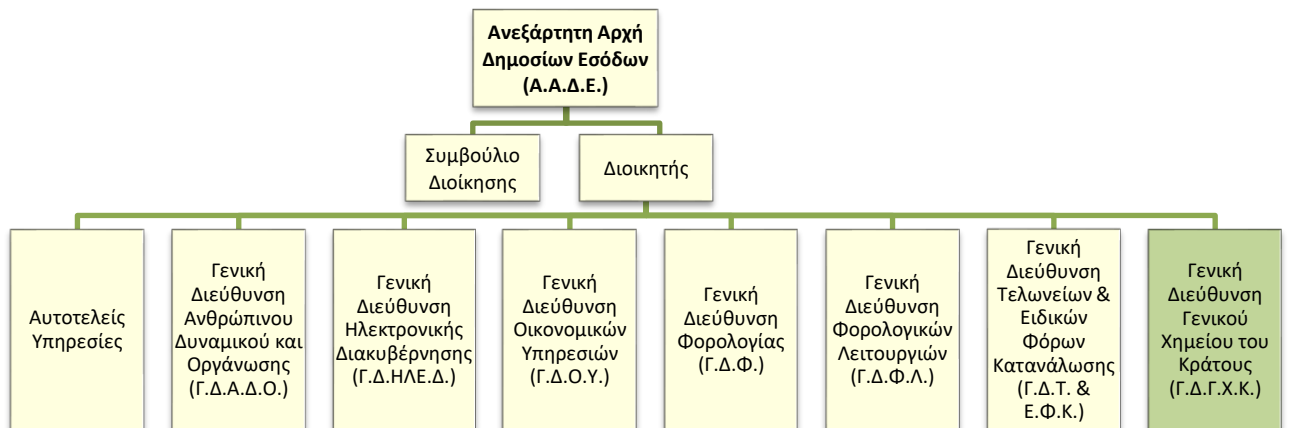 Ανεξάρτητη Αρχή
Δημοσίων Εσόδων
(Α.Α.Δ.Ε.)
Συμβούλιο
Διοίκησης
Διοικητής
Αυτοτελείς
Υπηρεσίες
Γενική
Διεύθυνση
Ανθρώπινου
Δυναμικού και
Οργάνωσης
(Γ.Δ.Α.Δ.Ο.)
Γενική
Διεύθυνση
Ηλεκτρονικής
Διακυβέρνησης
(Γ.Δ.ΗΛΕ.Δ.)
Γενική
Διεύθυνση
Οικονομικών
Υπηρεσιών
(Γ.Δ.Ο.Υ.)
Γενική
Διεύθυνση
Φορολογίας
(Γ.Δ.Φ.)
Γενική
Διεύθυνση
Φορολογικών
Λειτουργιών
(Γ.Δ.Φ.Λ.)
Γενική
Διεύθυνση
Τελωνείων &
Ειδικών
Φόρων
Κατανάλωσης
(Γ.Δ.Τ. &
Ε.Φ.Κ.)
Γενική
Διεύθυνση
Γενικού
Χημείου του
Κράτους
(Γ.Δ.Γ.Χ.Κ.)